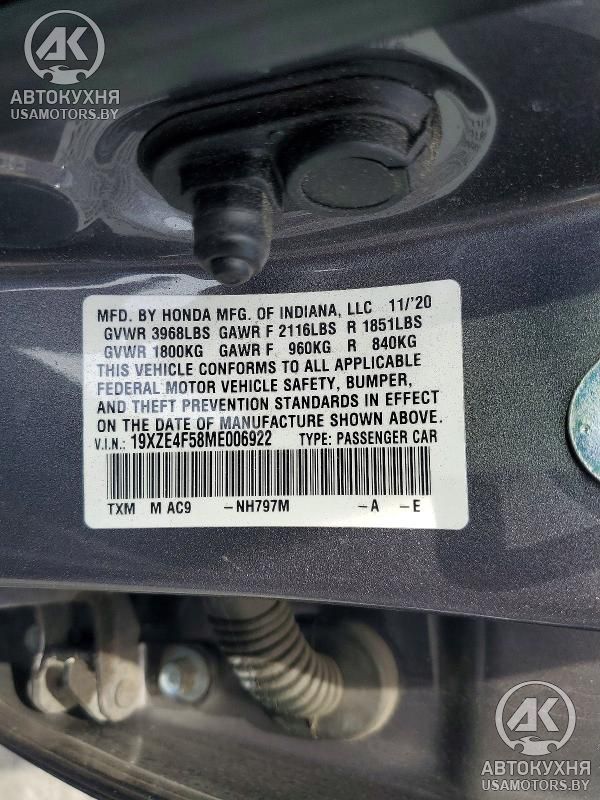 АК
АВТОКУХНЯ
USAMOTORS.BY
MFD. BY HONDA MFG. OF INDIANA, LLC 11/'20
GVWR 3968LBS GAWR F 2116LBS R 1851LBS
GVWR 1800KG GAWR F 960KG R 840KG
THIS VEHICLE CONFORMS TO ALL APPLICABLE
FEDERAL MOTOR VEHICLE SAFETY, BUMPER,
AND THEFT PREVENTION STANDARDS IN EFFECT
ON THE DATE OF MANUFACTURE SHOWN ABOVE.
V.I.N.: 19XZE4F58ME006922 TYPE: PASSENGER CAR
TXM M AC9 -NH797M -A -E
АК
АВТОКУХНЯ
USAMOTORS.BY